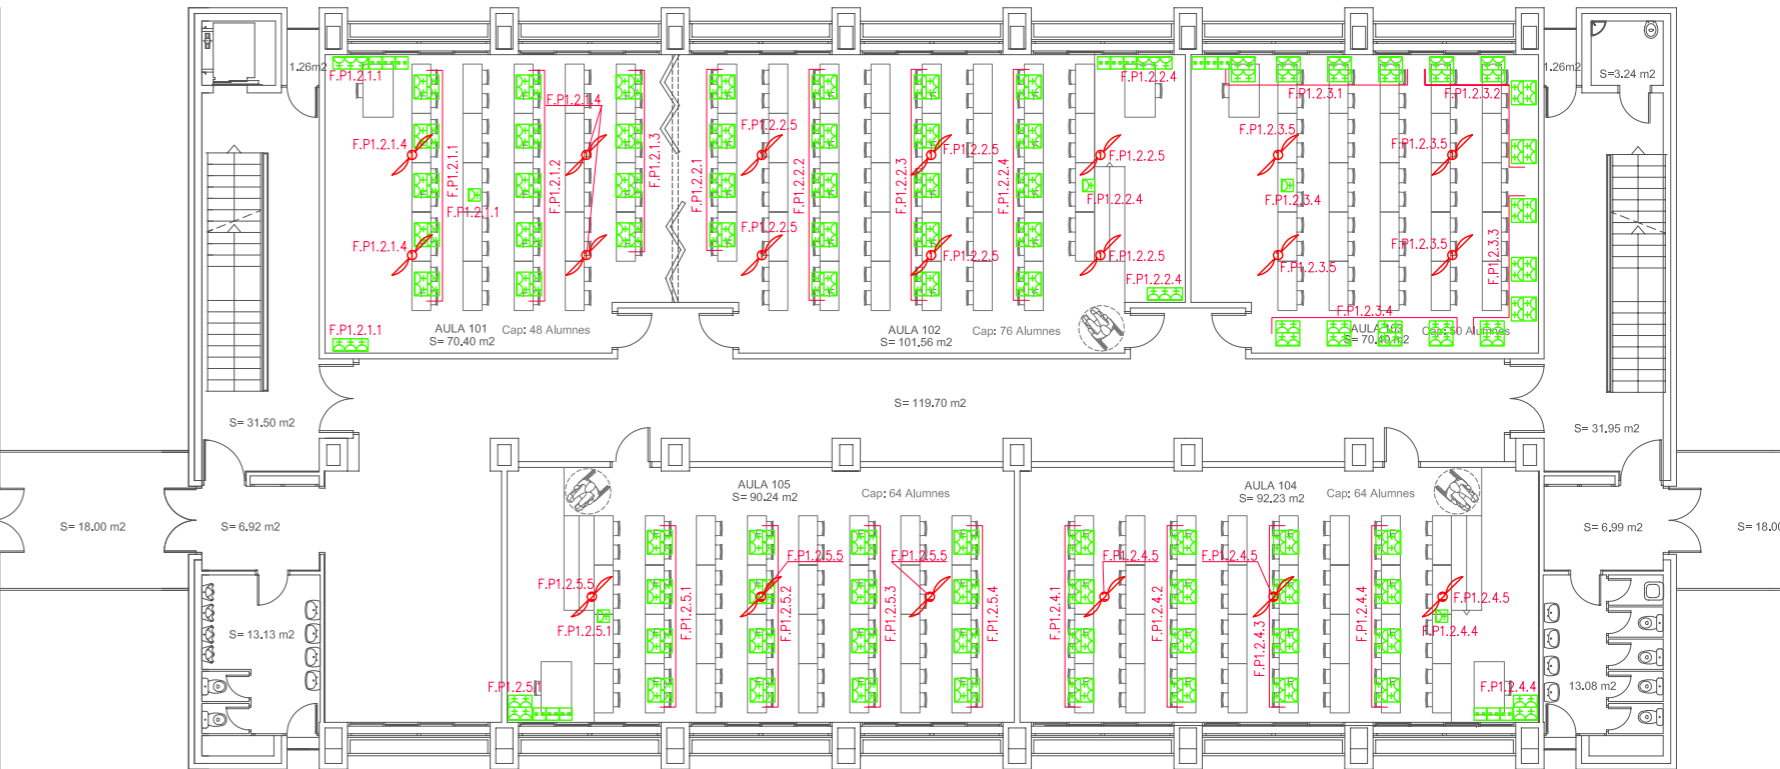 1.26m2
F.P1.2.1.1
F.P1.2.1.4
F.P1.2.1.4
F.P1.2.1.1
F.P1.2.1.1
F.P1.2.1.2
F.P1.2.1.3
F.P1.2.1.4
F.P1.2.1.1
AULA 101
S= 70.40 m2
Cap: 48 Alumnes
F.P1.2.2.4
F.P1.2.2.5
F.P1.2.2.5
F.P1.2.2.5
F.P1.2.2.1
F.P1.2.2.2
F.P1.2.2.3
F.P1.2.2.4
F.P1.2.2.4
F.P1.2.2.5
F.P1.2.2.5
F.P1.2.2.5
F.P1.2.2.4
AULA 102
S= 101.56 m2
Cap: 76 Alumnes
F.P1.2.3.1
F.P1.2.3.2
F.P1.2.3.5
F.P1.2.3.5
F.P1.2.3.4
F.P1.2.3.3
F.P1.2.3.5
F.P1.2.3.5
F.P1.2.3.4
S= 70.40 m2
1.26m2
S=3.24 m2
S= 31.50 m2
S= 119.70 m2
S= 31.95 m2
S= 18.00 m2
S= 6.92 m2
AULA 105
S= 90.24 m2
Cap: 64 Alumnes
F.P1.2.5.5
F.P1.2.5.5
F.P1.2.5.5
F.P1.2.5.1
F.P1.2.5.1
F.P1.2.5.2
F.P1.2.5.3
F.P1.2.5.4
F.P1.2.5.1
AULA 104
S= 92.23 m2
Cap: 64 Alumnes
F.P1.2.4.5
F.P1.2.4.5
F.P1.2.4.5
F.P1.2.4.1
F.P1.2.4.2
F.P1.2.4.3
F.P1.2.4.4
F.P1.2.4.4
F.P1.2.4.4
S= 6.99 m2
S= 18.00
S= 13.13 m2
13.08 m2